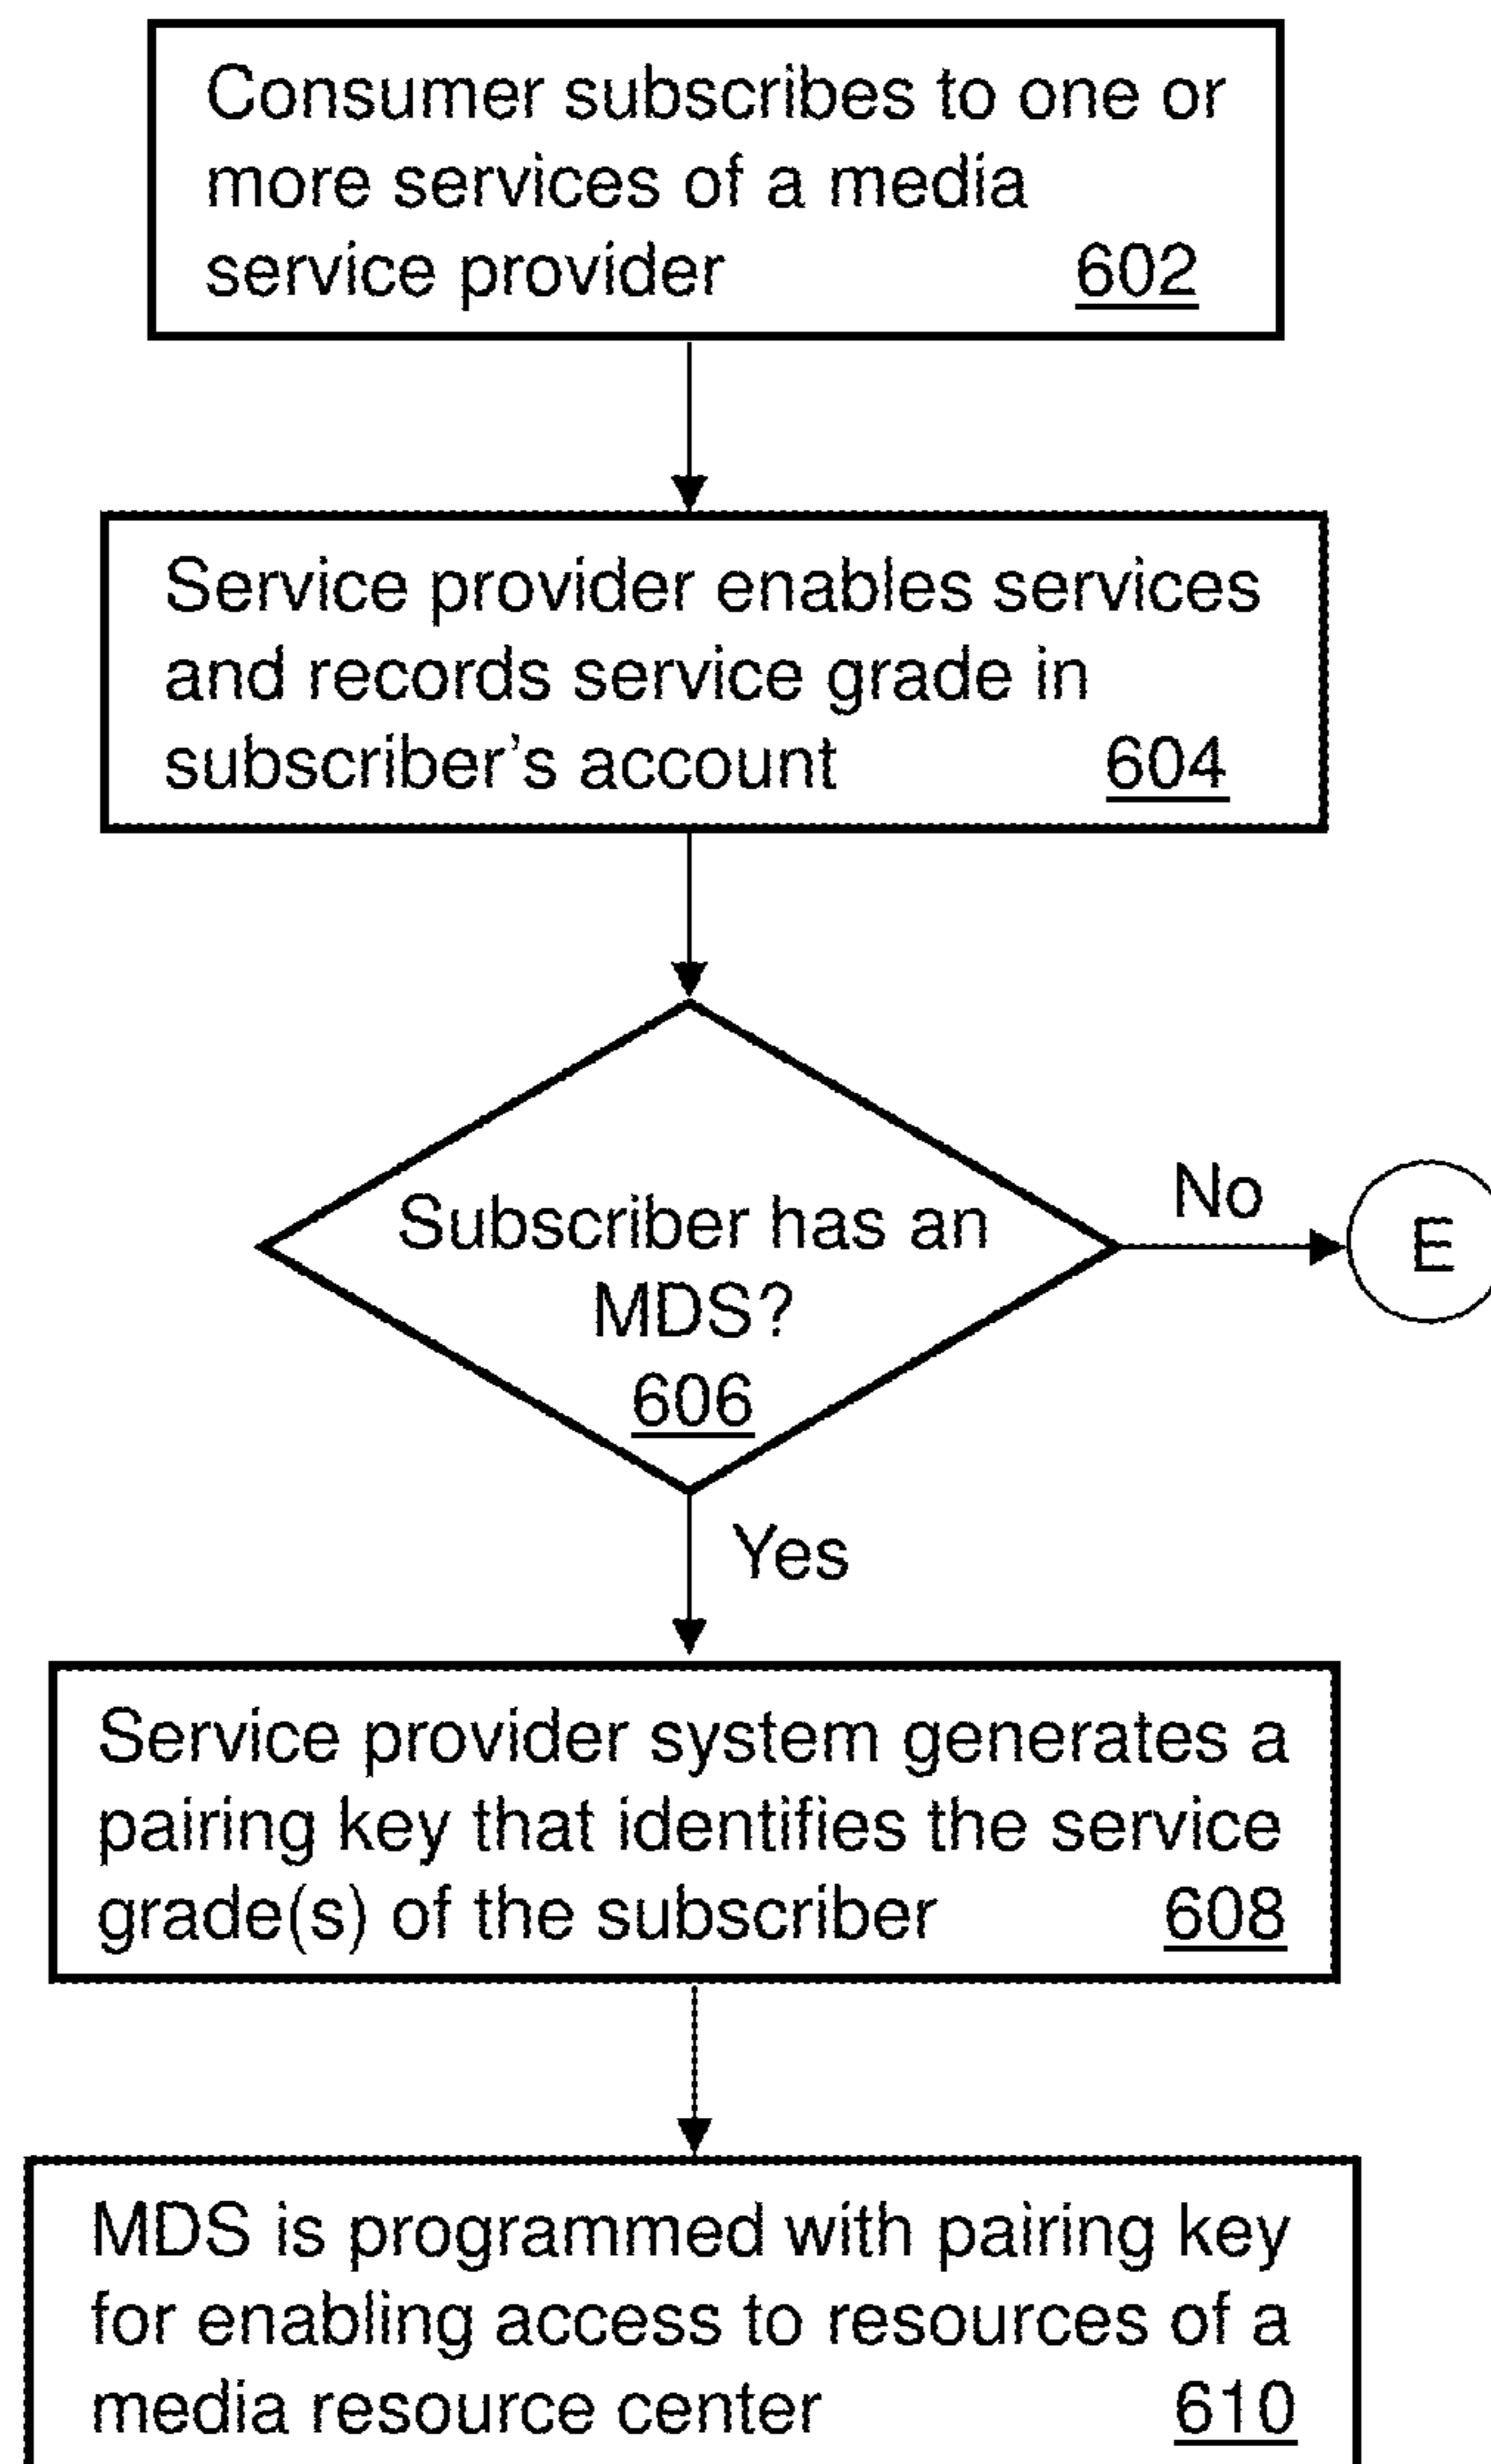 Consumer subscribes to one or
more services of a media
service provider 602
Service provider enables services
and records service grade in
subscriber's account 604
Subscriber has an
MDS?
606
No
E
Yes
Service provider system generates a
pairing key that identifies the service
grade(s) of the subscriber 608
MDS is programmed with pairing key
for enabling access to resources of a
media resource center 610